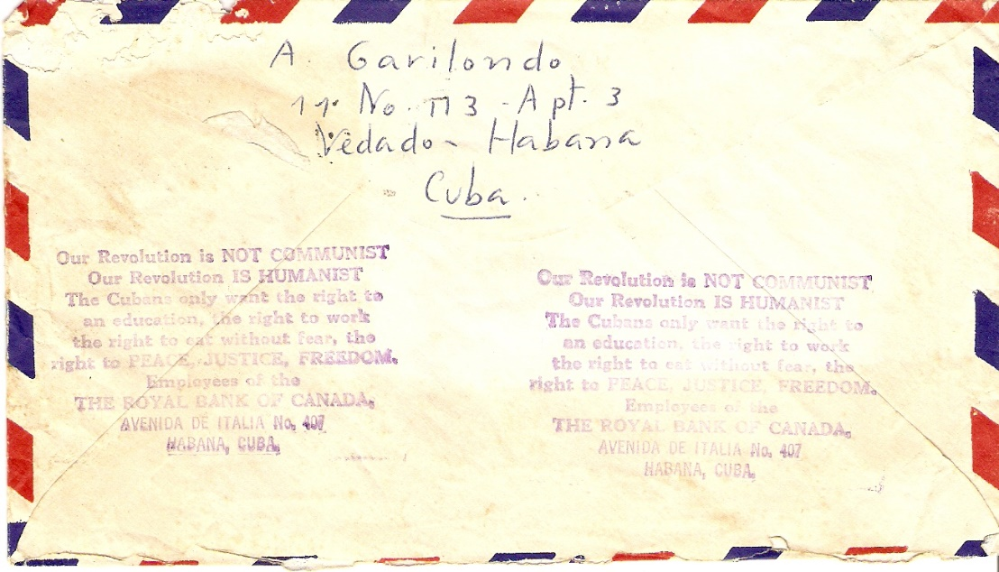 A. Garilondo
17 No. 113 - Apt. 3
Vedado - Habana
Cuba.
Our Revolution is NOT COMMUNIST
Our Revolution IS HUMANIST
The Cubans only want the right to
an education, the right to work
the right to eat without fear, the
right to PEACE, JUSTICE, FREEDOM.
Employees of the
THE ROYAL BANK OF CANADA,
AVENIDA DE ITALIA No. 407
HABANA, CUBA,
Our Revolution is NOT COMMUNIST
Our Revolution IS HUMANIST
The Cubans only want the right to
an education, the right to work
the right to eat without fear, the
right to PEACE, JUSTICE, FREEDOM.
Employees of the
THE ROYAL BANK OF CANADA,
AVENIDA DE ITALIA No. 407
HABANA, CUBA,